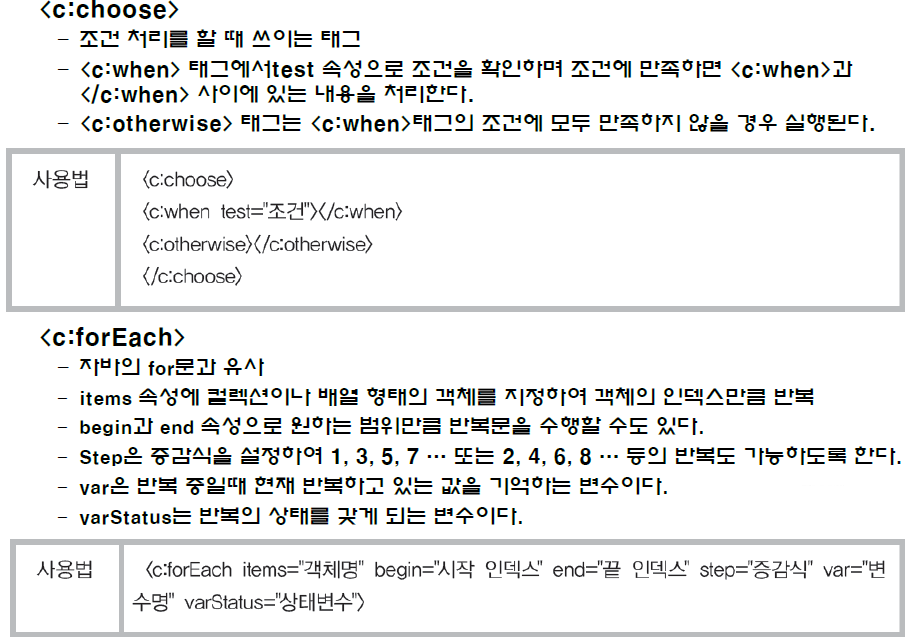 <c:choose>
- 조건 처리를 할 때 쓰이는 태그
- <c:when> 태그에서test 속성으로 조건을 확인하며 조건에 만족하면 <c:when>과
</c:when> 사이에 있는 내용을 처리한다.
- <c:otherwise> 태그는 <c:when>태그의 조건에 모두 만족하지 않을 경우 실행된다.
사용법
<c:choose>
<c:when test="조건"></c:when>
<c:otherwise></c:otherwise>
</c:choose>
<c:forEach>
- 자바의 for문과 유사
- items 속성에 컬렉션이나 배열 형태의 객체를 지정하여 객체의 인덱스만큼 반복
- begin과 end 속성으로 원하는 범위만큼 반복문을 수행할 수도 있다.
- Step은 증감식을 설정하여 1, 3, 5, 7 … 또는 2, 4, 6, 8 … 등의 반복도 가능하도록 한다.
- var은 반복 중일때 현재 반복하고 있는 값을 기억하는 변수이다.
- varStatus는 반복의 상태를 갖게 되는 변수이다.
사용법
<c:forEach items="객체명" begin="시작 인덱스" end="끝 인덱스" step="증감식" var="변
수명" varStatus="상태변수">